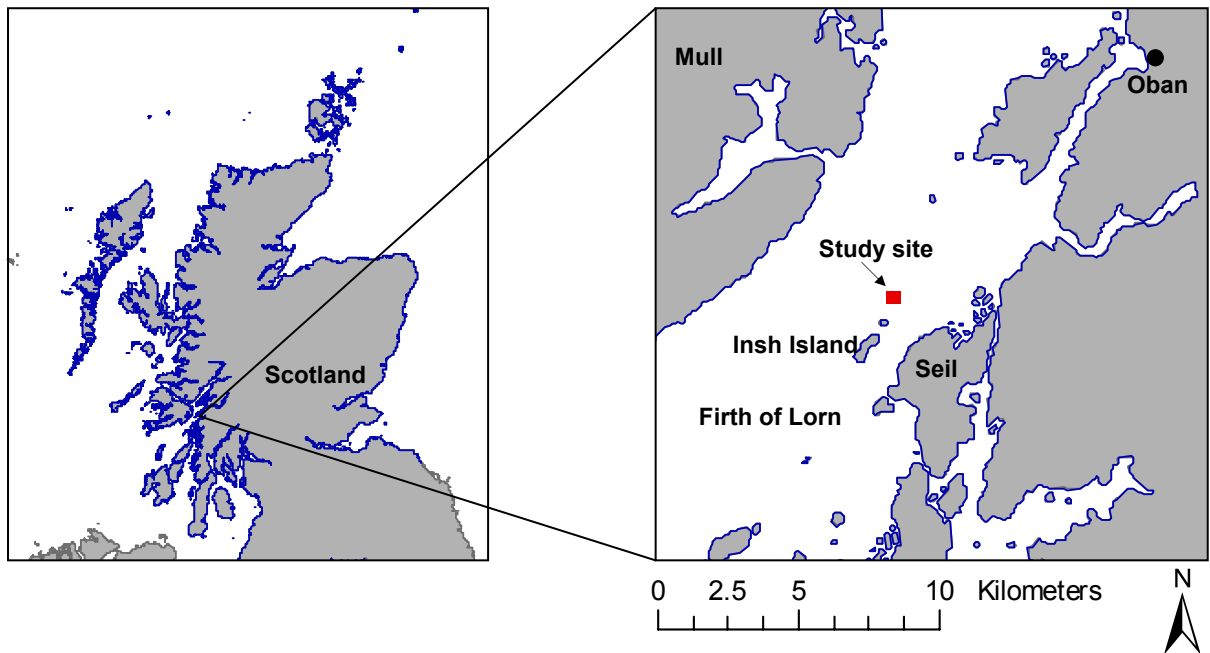 Scotland
Mull
Oban
Study site
Insh Island
Seil
Firth of Lorn
0 2.5 5 10 Kilometers
N